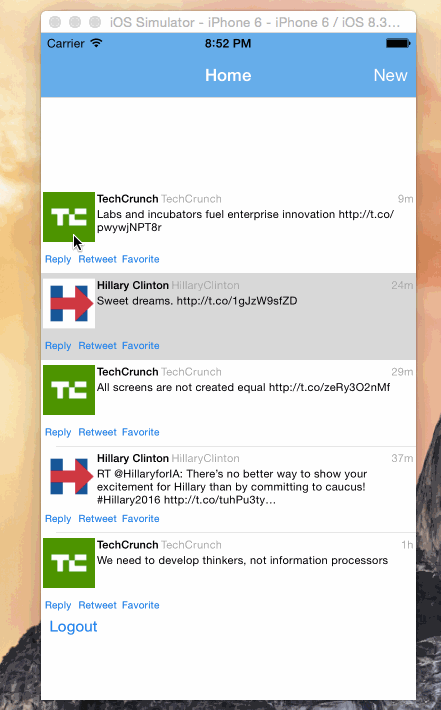 iOS Simulator - iPhone 6 - iPhone 6 / iOS 8.3...
Carrier 8:52 PM
Home New
TechCrunch TechCrunch 9m
Labs and incubators fuel enterprise innovation http://t.co/
pwywjNPT8r
Reply Retweet Favorite
Hillary Clinton HillaryClinton 24m
Sweet dreams. http://t.co/1gJzW9sfZD
Reply Retweet Favorite
TechCrunch TechCrunch 29m
All screens are not created equal http://t.co/zeRy3O2nMf
Reply Retweet Favorite
Hillary Clinton HillaryClinton 37m
RT @HillaryforIA: There's no better way to show your
excitement for Hillary than by committing to caucus!
#Hillary2016 http://t.co/tuhPu3ty…
Reply Retweet Favorite
TechCrunch TechCrunch 1h
We need to develop thinkers, not information processors
Reply Retweet Favorite
Logout